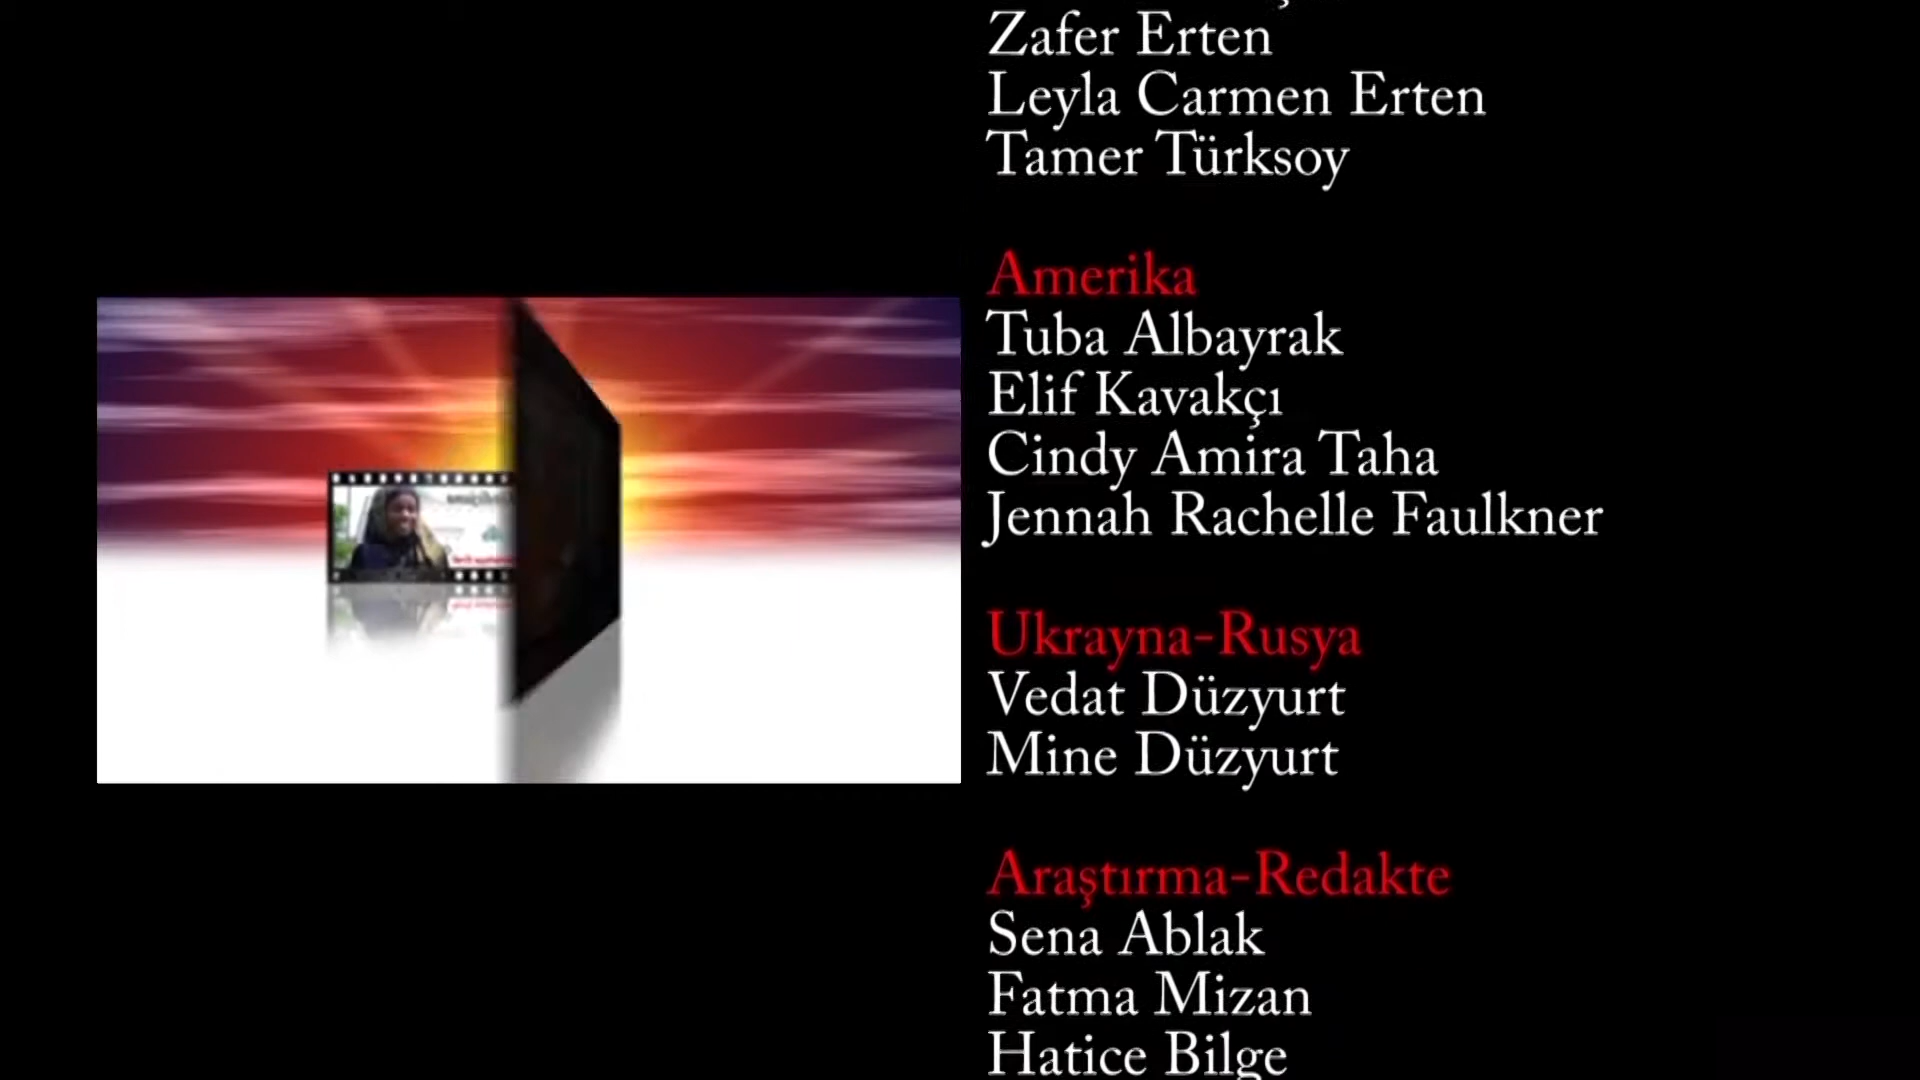 Zafer Erten
Leyla Carmen Erten
Tamer Türksoy
Amerika
Tuba Albayrak
Elif Kavakçı
Cindy Amira Taha
Jennah Rachelle Faulkner
Ukrayna-Rusya
Vedat Düzyurt
Mine Düzyurt
Araştırma-Redakte
Sena Ablak
Fatma Mizan
Hatice Bilge